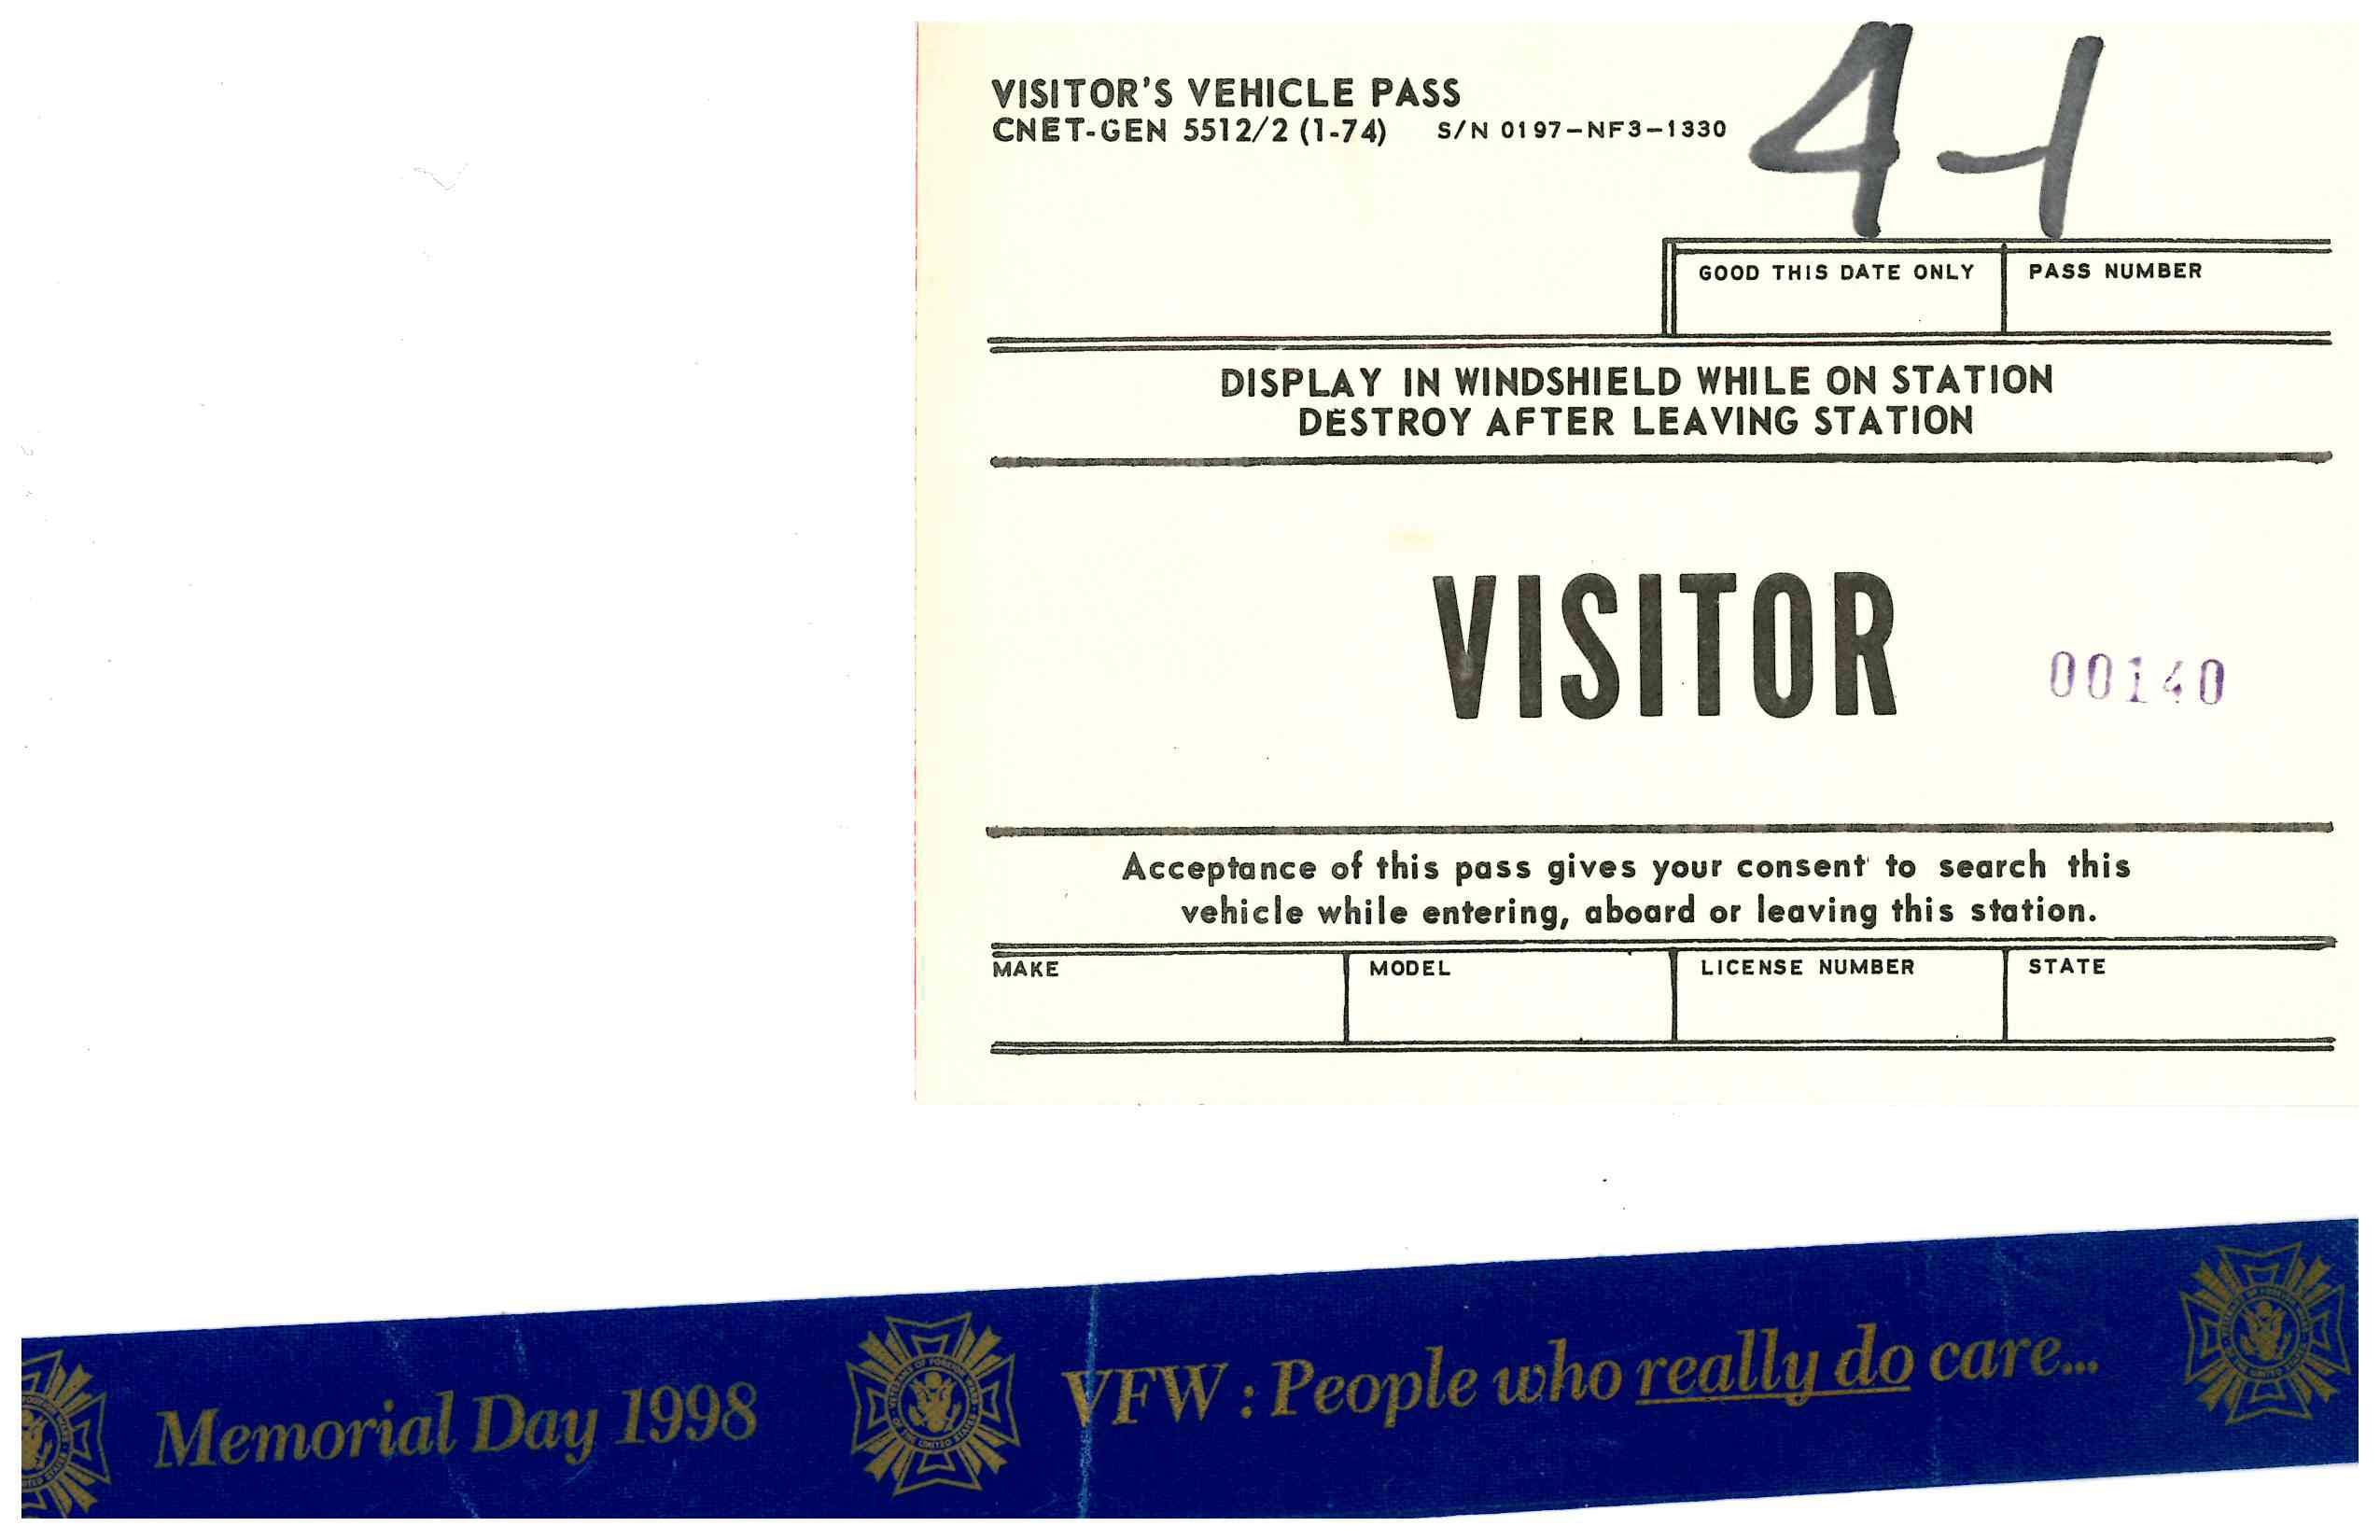 VISITOR'S VEHICLE PASS
CNET-GEN 5512/2 (1-74) S/N 0197-NF3-1330
4-1
GOOD THIS DATE ONLY PASS NUMBER
DISPLAY IN WINDSHIELD WHILE ON STATION
DESTROY AFTER LEAVING STATION
VISITOR
00140
Acceptance of this pass gives your consent to search this
vehicle while entering, aboard or leaving this station.
MAKE MODEL LICENSE NUMBER STATE
Memorial Day 1998
VFW : People who really do care...